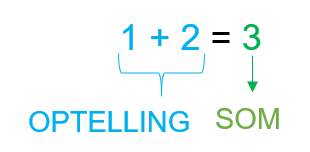 1 + 2 = 3
OPTELLING SOM